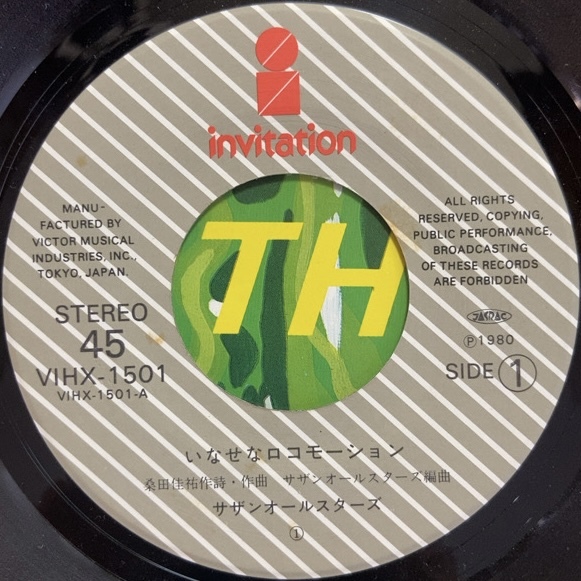 invitation
MANU-
FACTURED BY
VICTOR MUSICAL
INDUSTRIES, INC.,
TOKYO, JAPAN.
ALL RIGHTS
RESERVED, COPYING,
PUBLIC PERFORMANCE,
BROADCASTING
OF THESE RECORDS
ARE FORBIDDEN
TH
STEREO
45
VIHX-1501
VIHX-1501-A
JASRAC
Ⓟ1980
SIDE ①
いなせなロコモーション
桑田佳祐作詩・作曲 サザンオールスターズ編曲
サザンオールスターズ
①